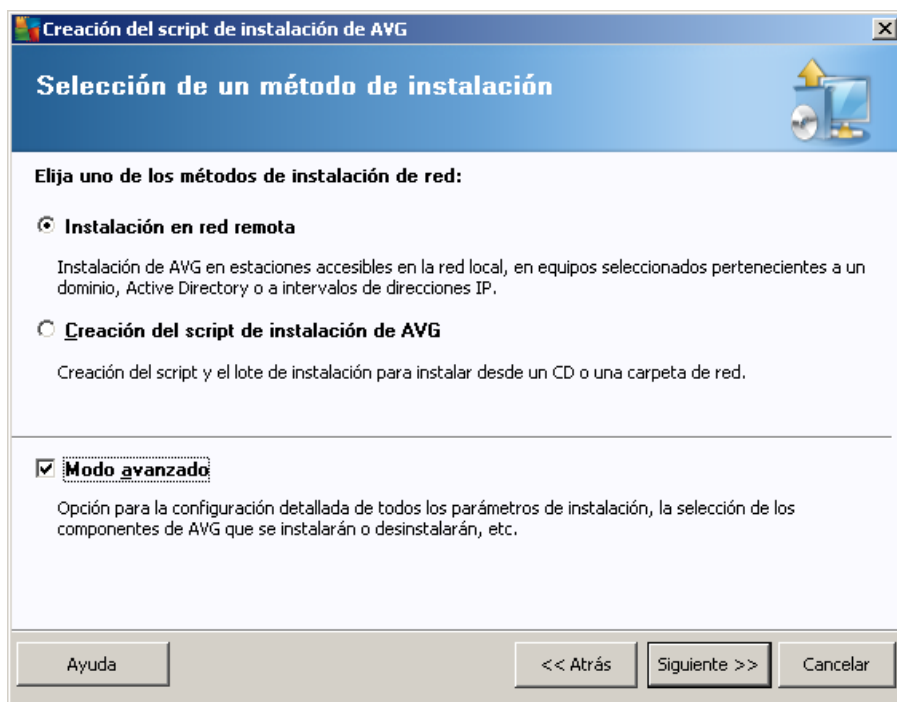 Creación del script de instalación de AVG
Selección de un método de instalación
Elija uno de los métodos de instalación de red:
Instalación en red remota
Instalación de AVG en estaciones accesibles en la red local, en equipos seleccionados pertenecientes a un
dominio, Active Directory o a intervalos de direcciones IP.
Creación del script de instalación de AVG
Creación del script y el lote de instalación para instalar desde un CD o una carpeta de red.
Modo avanzado
Opción para la configuración detallada de todos los parámetros de instalación, la selección de los
componentes de AVG que se instalarán o desinstalarán, etc.
Ayuda
<< Atrás
Siguiente >>
Cancelar